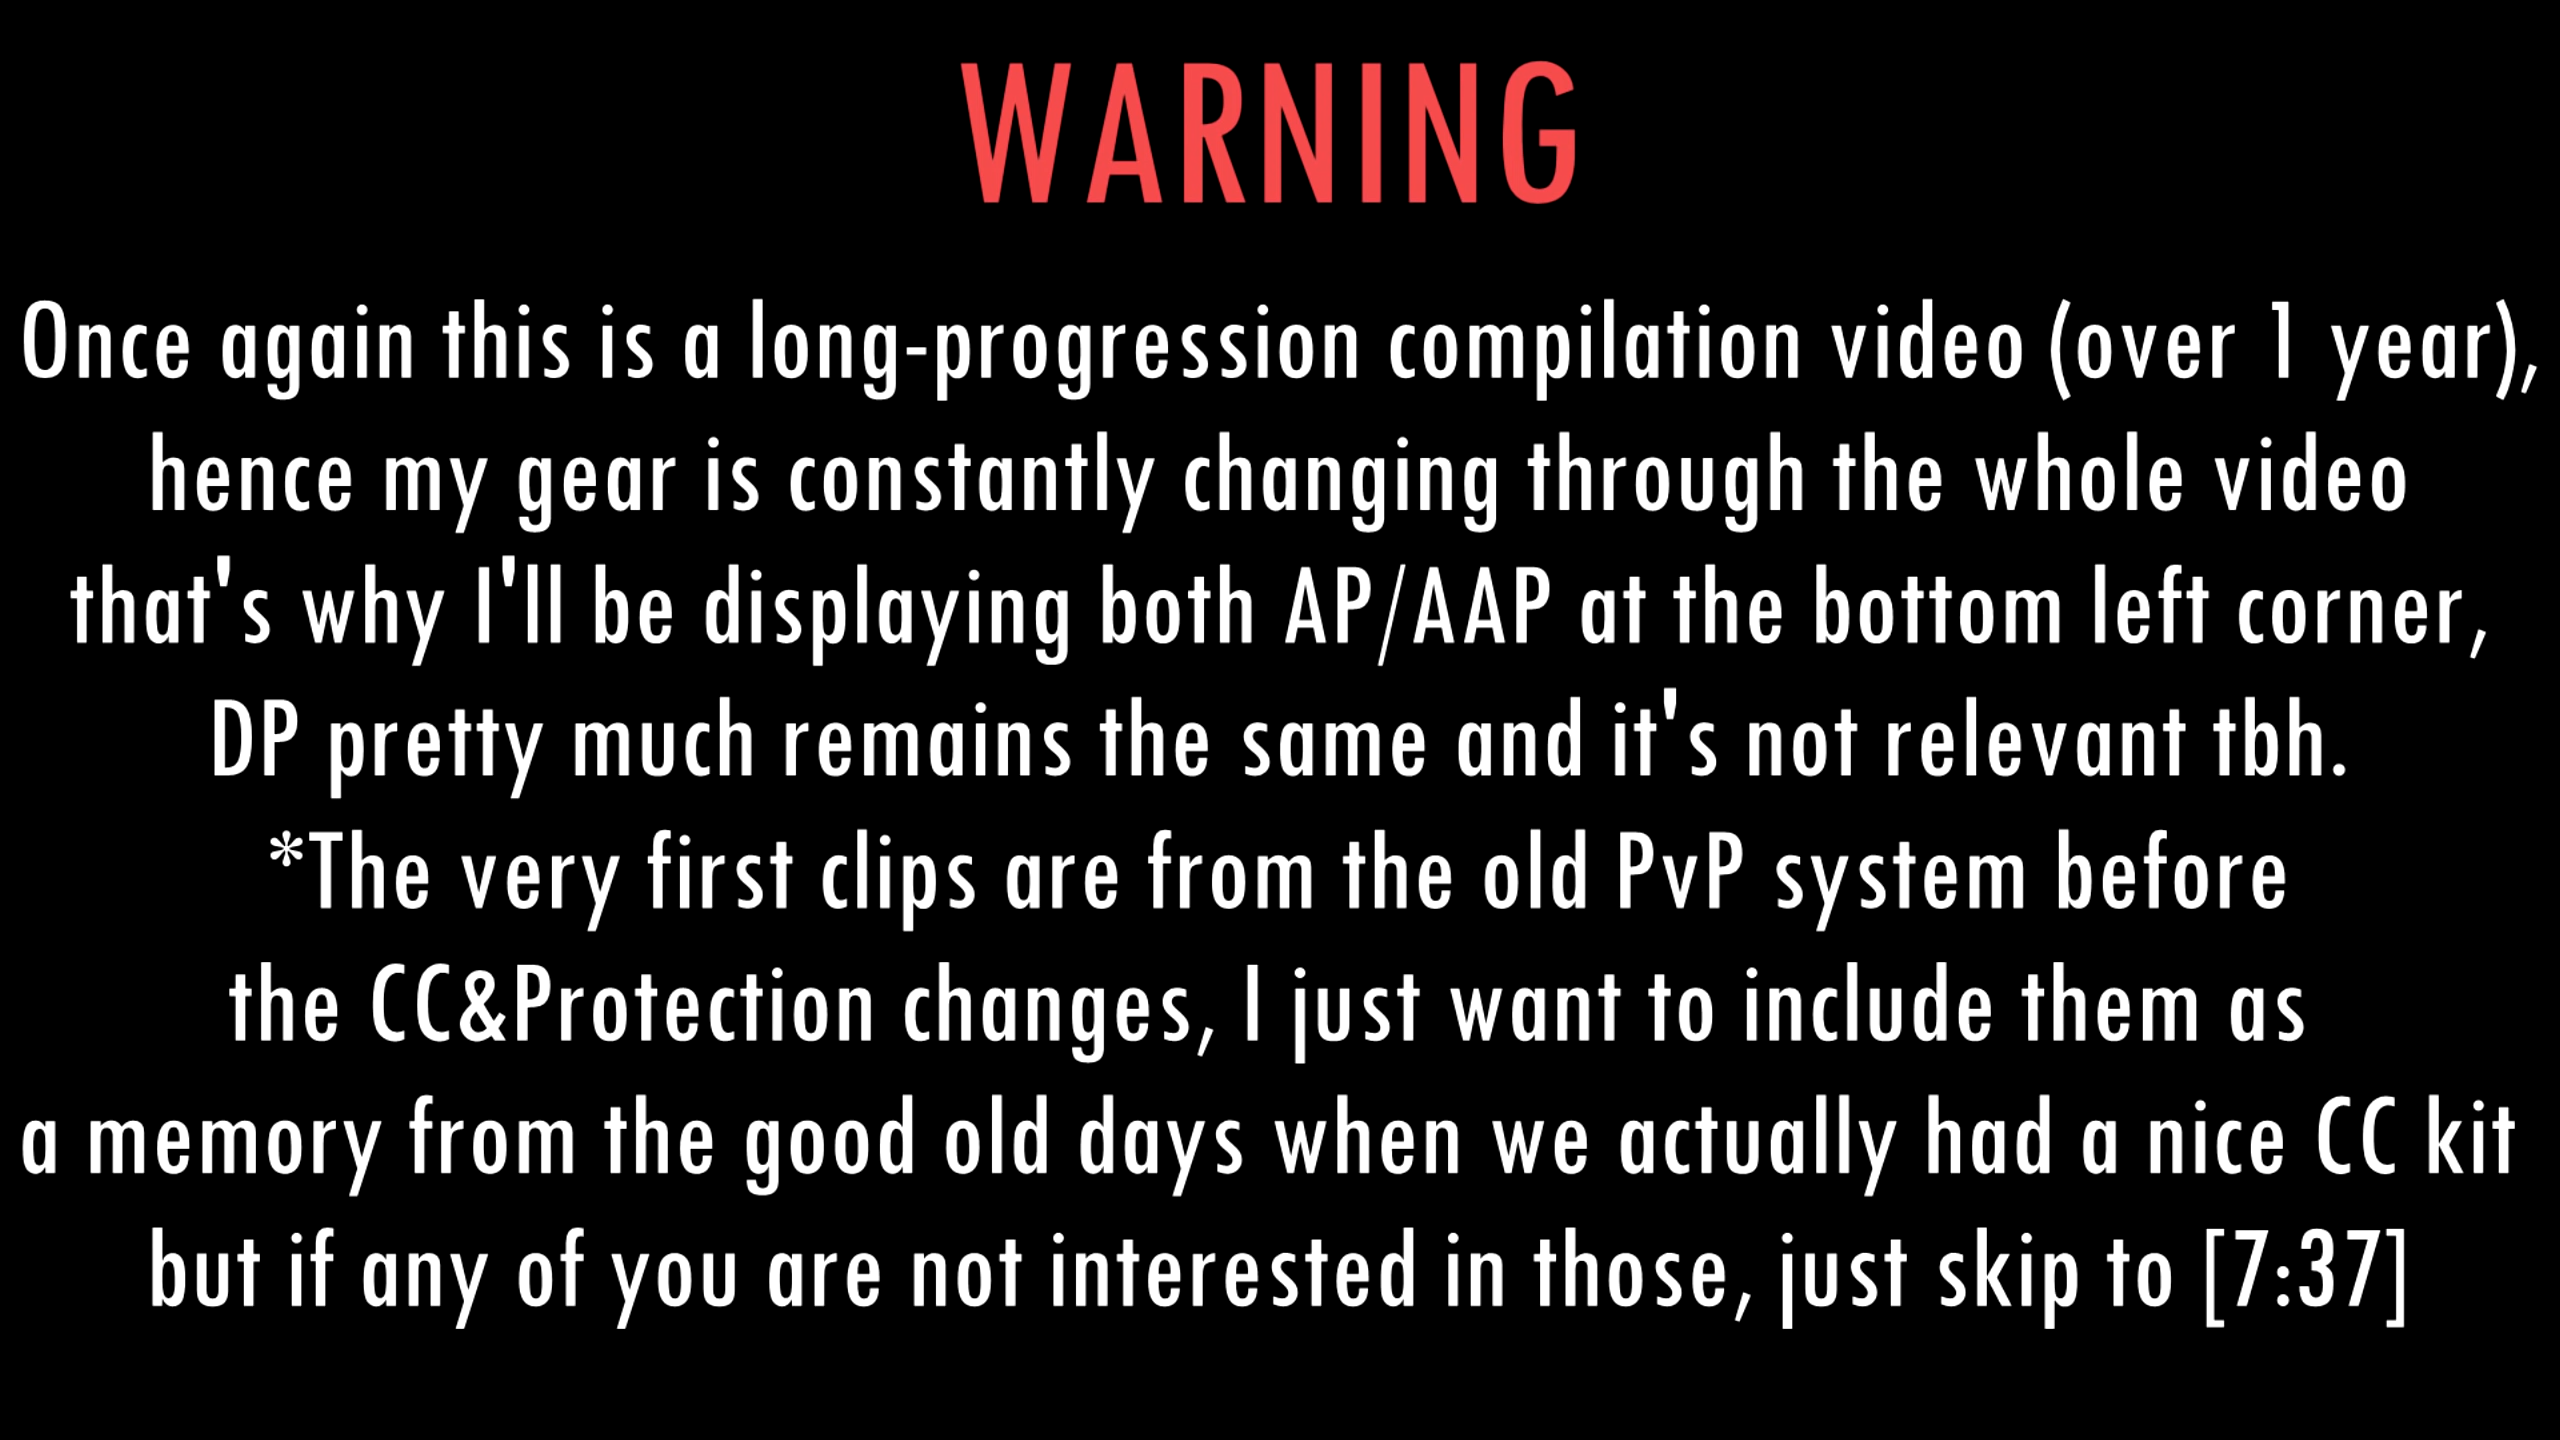 WARNING
Once again this is a long-progression compilation video (over 1 year),
hence my gear is constantly changing through the whole video
that's why I'll be displaying both AP/AAP at the bottom left corner,
DP pretty much remains the same and it's not relevant tbh.
*The very first clips are from the old PvP system before
the CC&Protection changes, I just want to include them as
a memory from the good old days when we actually had a nice CC kit
but if any of you are not interested in those, just skip to [7:37]